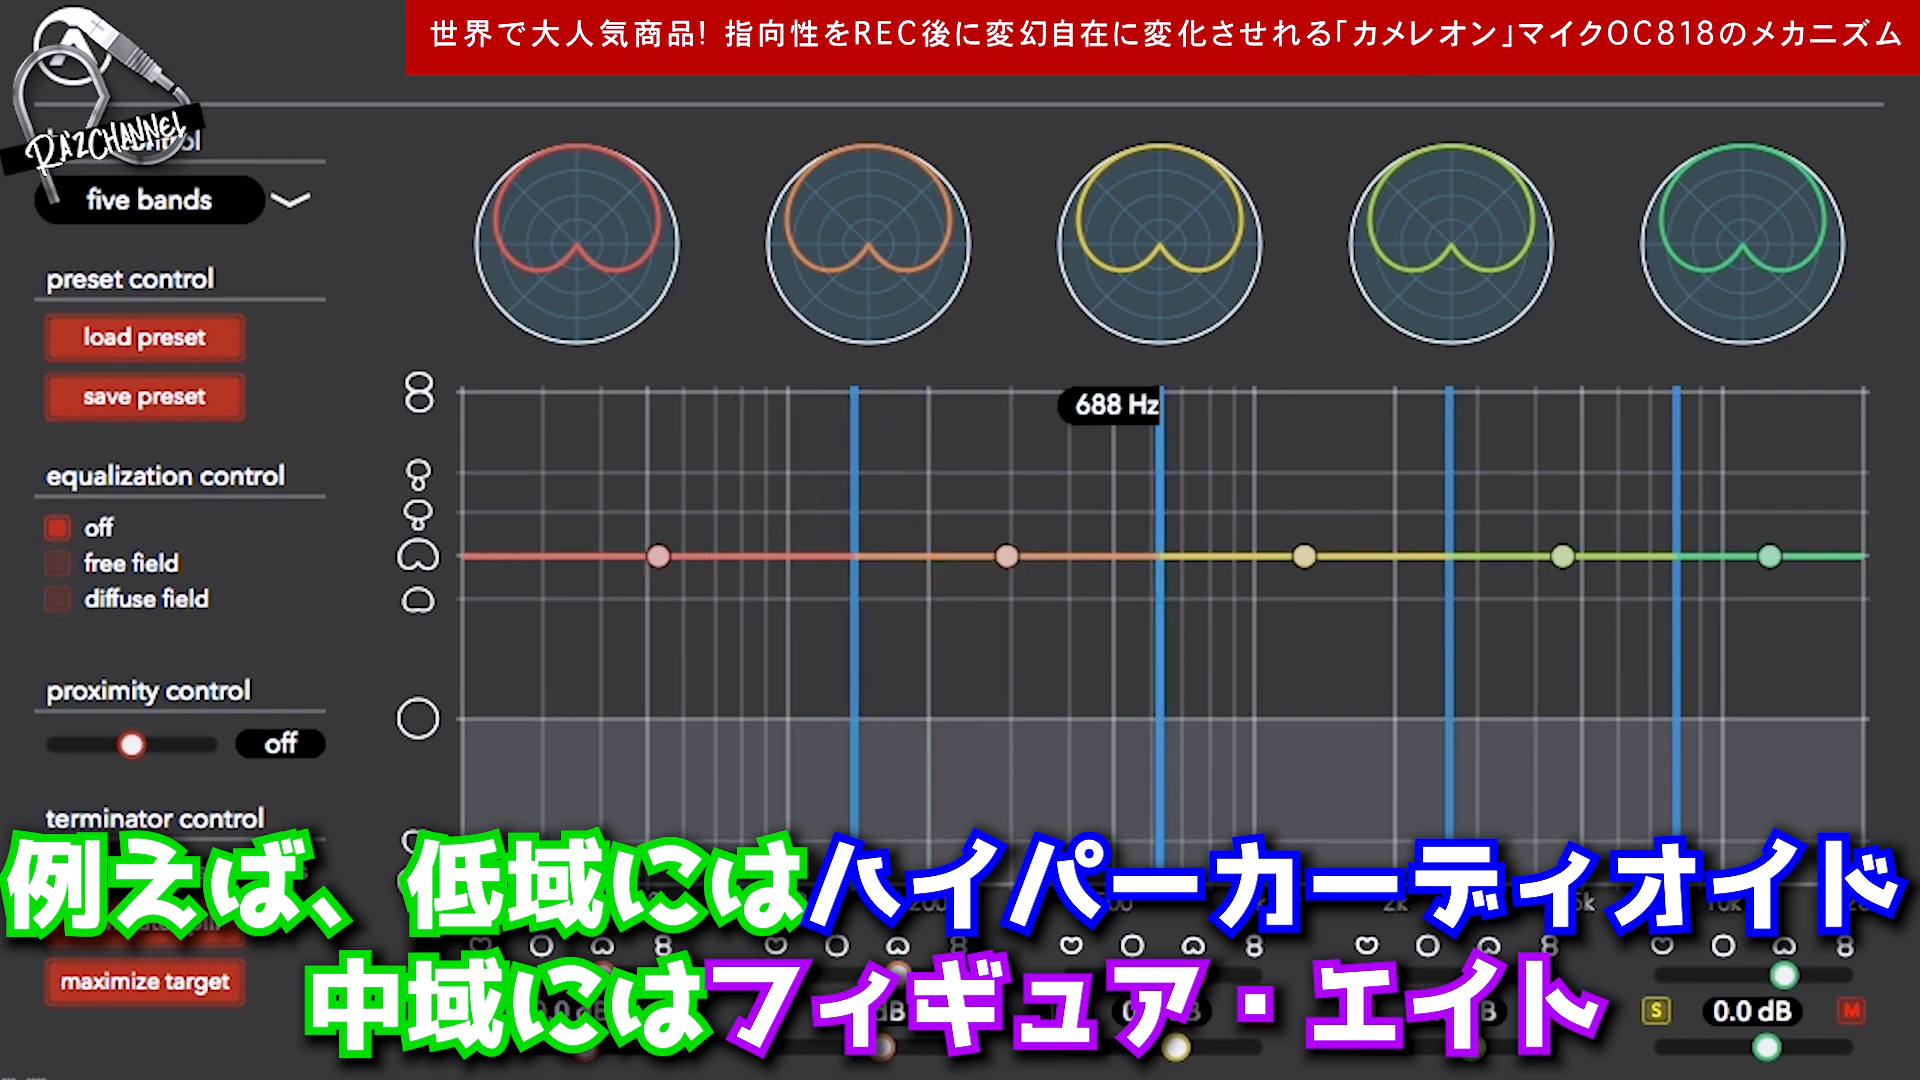 世界で大人気商品! 指向性をREC後に変幻自在に変化させれる「カメレオン」マイクOC818のメカニズム
RAZCHANNEL
five bands
preset control
load preset
save preset
equalization control
off
free field
diffuse field
688 Hz
proximity control
off
terminator control
例えば、低域にはハイパーカーディオイド
中域にはフィギュア・エイト
maximize target
S
0.0 dB
M